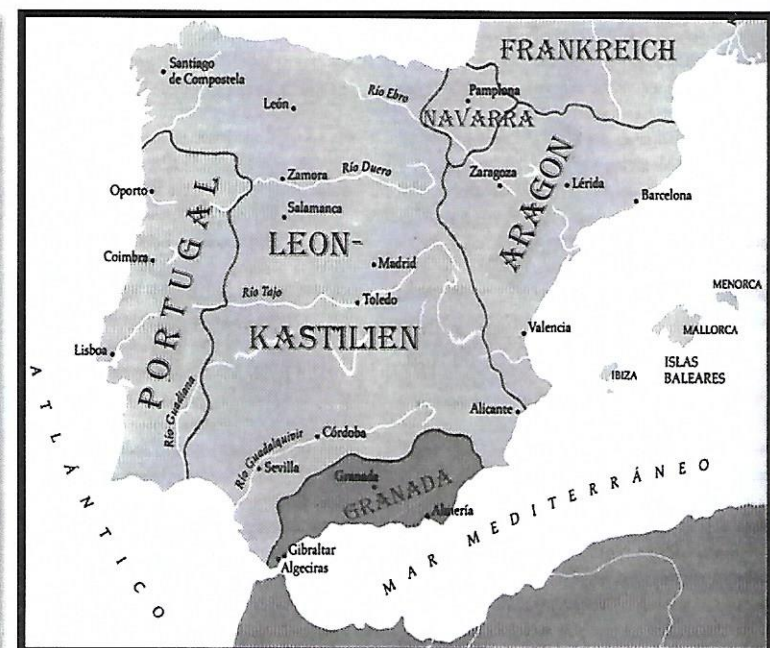 FRANKREICH
Santiago
de Compostela
León
Río Ebro
Pamplona
NAVARRA
Zamora
Río Duero
Zaragoza
Lérida
Oporto
Salamanca
Barcelona
PORTUGAL
LEON-
ARAGON
Coimbra
Madrid
Río Tajo
Toledo
MENORCA
KASTILIEN
Valencia
MALLORCA
Lisboa
ISLAS
BALEARES
IBIZA
Alicante
Río Guadiana
Río Guadalquivir
Córdoba
Sevilla
Granada
GRANADA
Almería
ATLÁNTICO
MAR MEDITERRÁNEO
Gibraltar
Algeciras